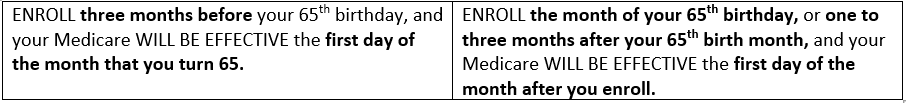 ENROLL three months before your 65th birthday, and
your Medicare WILL BE EFFECTIVE the first day of
the month that you turn 65.
ENROLL the month of your 65th birthday, or one to
three months after your 65th birth month, and your
Medicare WILL BE EFFECTIVE the first day of the
month after you enroll.